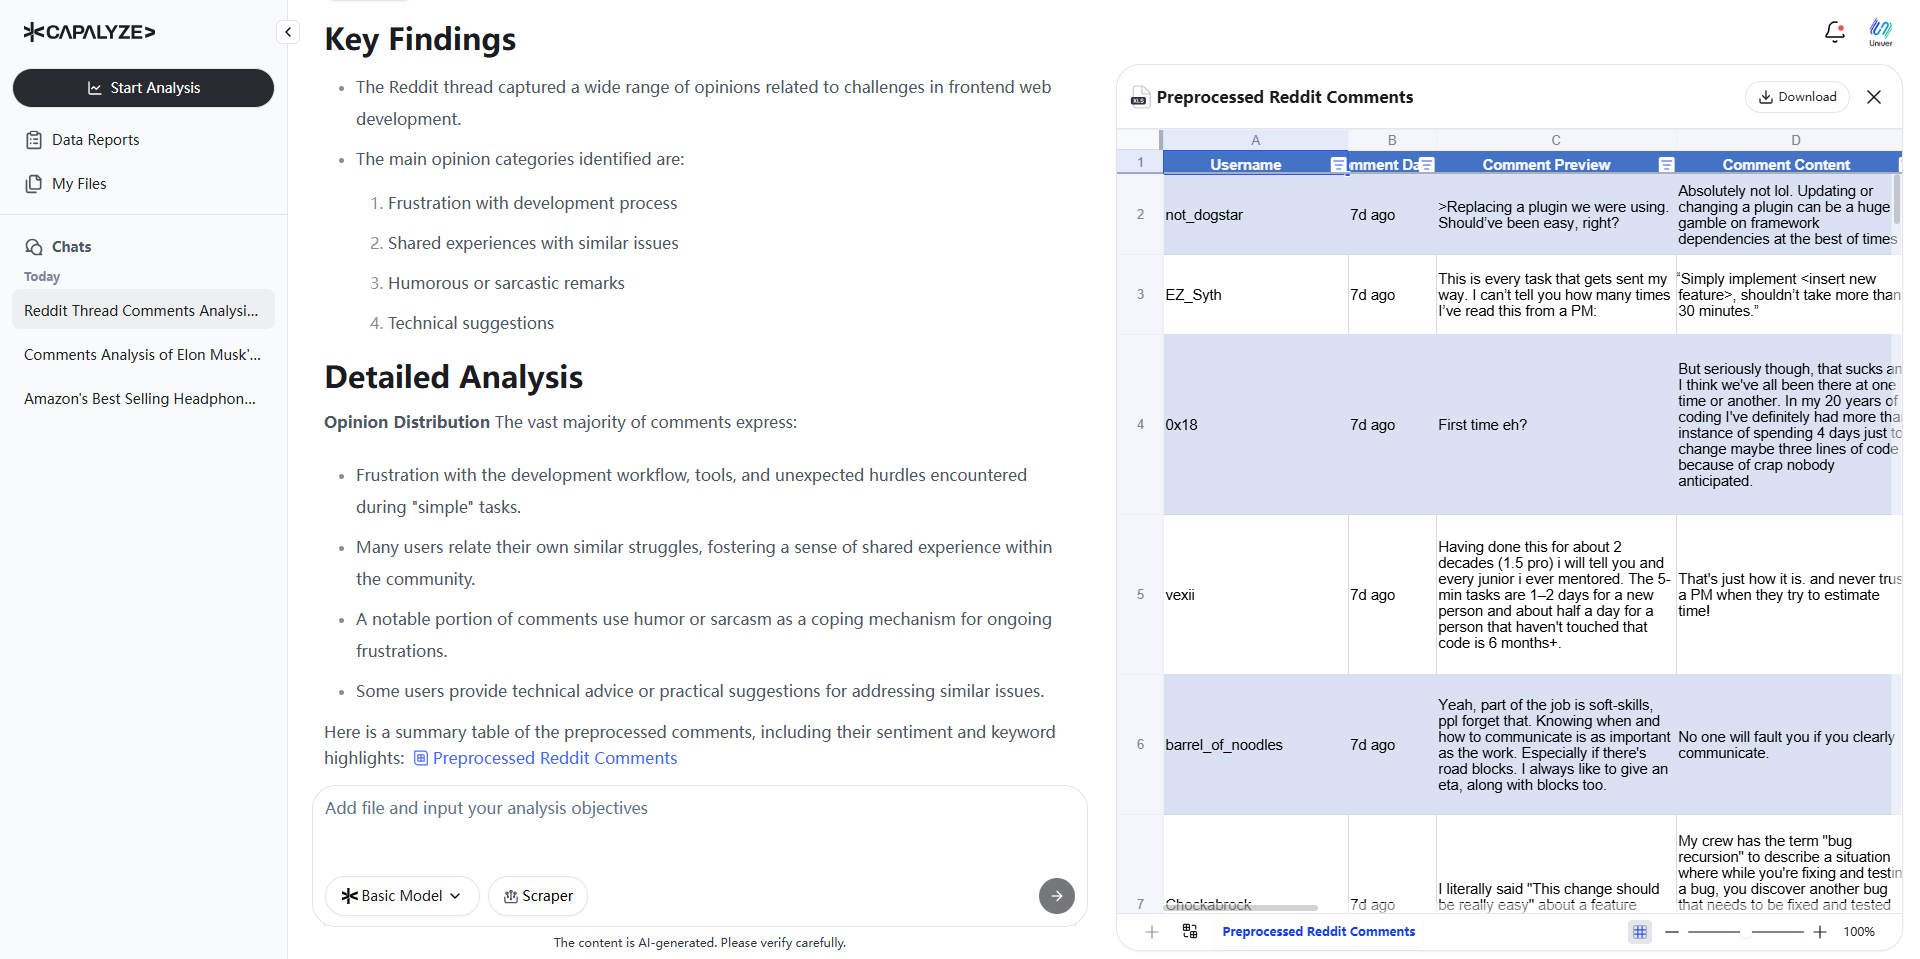 CAPALYZE
Start Analysis
Data Reports
My Files
Chats
Today
Reddit Thread Comments Analysi...
Comments Analysis of Elon Musk'...
Amazon's Best Selling Headphon...
Key Findings
The Reddit thread captured a wide range of opinions related to challenges in frontend web
development.
The main opinion categories identified are:
1. Frustration with development process
2. Shared experiences with similar issues
3. Humorous or sarcastic remarks
4. Technical suggestions
Detailed Analysis
Opinion Distribution The vast majority of comments express:
Frustration with the development workflow, tools, and unexpected hurdles encountered
during "simple" tasks.
Many users relate their own similar struggles, fostering a sense of shared experience within
the community.
A notable portion of comments use humor or sarcasm as a coping mechanism for ongoing
frustrations.
Some users provide technical advice or practical suggestions for addressing similar issues.
Here is a summary table of the preprocessed comments, including their sentiment and keyword
highlights: Preprocessed Reddit Comments
Add file and input your analysis objectives
Basic Model
Scraper
The content is AI-generated. Please verify carefully.
Univer
XLS
Preprocessed Reddit Comments
Download
A B C D
1 Username mment Da Comment Preview Comment Content
2
not_dogstar
7d ago
>Replacing a plugin we were using.
Should've been easy, right?
Absolutely not lol. Updating or
changing a plugin can be a huge
gamble on framework
dependencies at the best of times
3
EZ_Syth
7d ago
This is every task that gets sent my
way. I can't tell you how many times
I've read this from a PM:
“Simply implement <insert new
feature>, shouldn't take more than
30 minutes.”
4
0x18
7d ago
First time eh?
But seriously though, that sucks an
I think we've all been there at one
time or another. In my 20 years of
coding I've definitely had more tha
instance of spending 4 days just to
change maybe three lines of code
because of crap nobody
anticipated.
5
vexii
7d ago
Having done this for about 2
decades (1.5 pro) i will tell you and
every junior i ever mentored. The 5-
min tasks are 1–2 days for a new
person and about half a day for a
person that haven't touched that
code is 6 months+.
That's just how it is. and never trus
a PM when they try to estimate
time!
6
barrel_of_noodles
7d ago
Yeah, part of the job is soft-skills,
ppl forget that. Knowing when and
how to communicate is as important
as the work. Especially if there's
road blocks. I always like to give an
eta, along with blocks too.
No one will fault you if you clearly
communicate.
7
Chockabrock
7d ago
I literally said "This change should
be really easy" about a feature
My crew has the term "bug
recursion" to describe a situation
where while you're fixing and testin
a bug, you discover another bug
that needs to be fixed and tested
Preprocessed Reddit Comments
100%